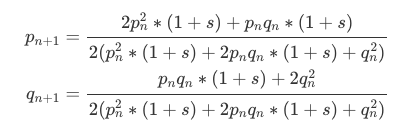 p_{n+1} = \frac{2p_n^2 * (1 + s) + p_n q_n * (1 + s)}{2(p_n^2 * (1 + s) + 2p_n q_n * (1 + s) + q_n^2)}
q_{n+1} = \frac{p_n q_n * (1 + s) + 2q_n^2}{2(p_n^2 * (1 + s) + 2p_n q_n * (1 + s) + q_n^2)}